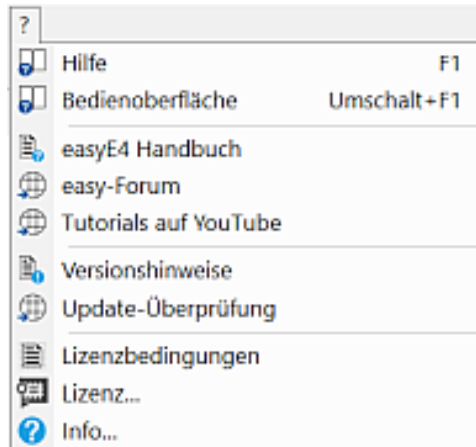 ?
Hilfe F1
Bedienoberfläche Umschalt+F1
easyE4 Handbuch
easy-Forum
Tutorials auf YouTube
Versionshinweise
Update-Überprüfung
Lizenzbedingungen
Lizenz...
Info...